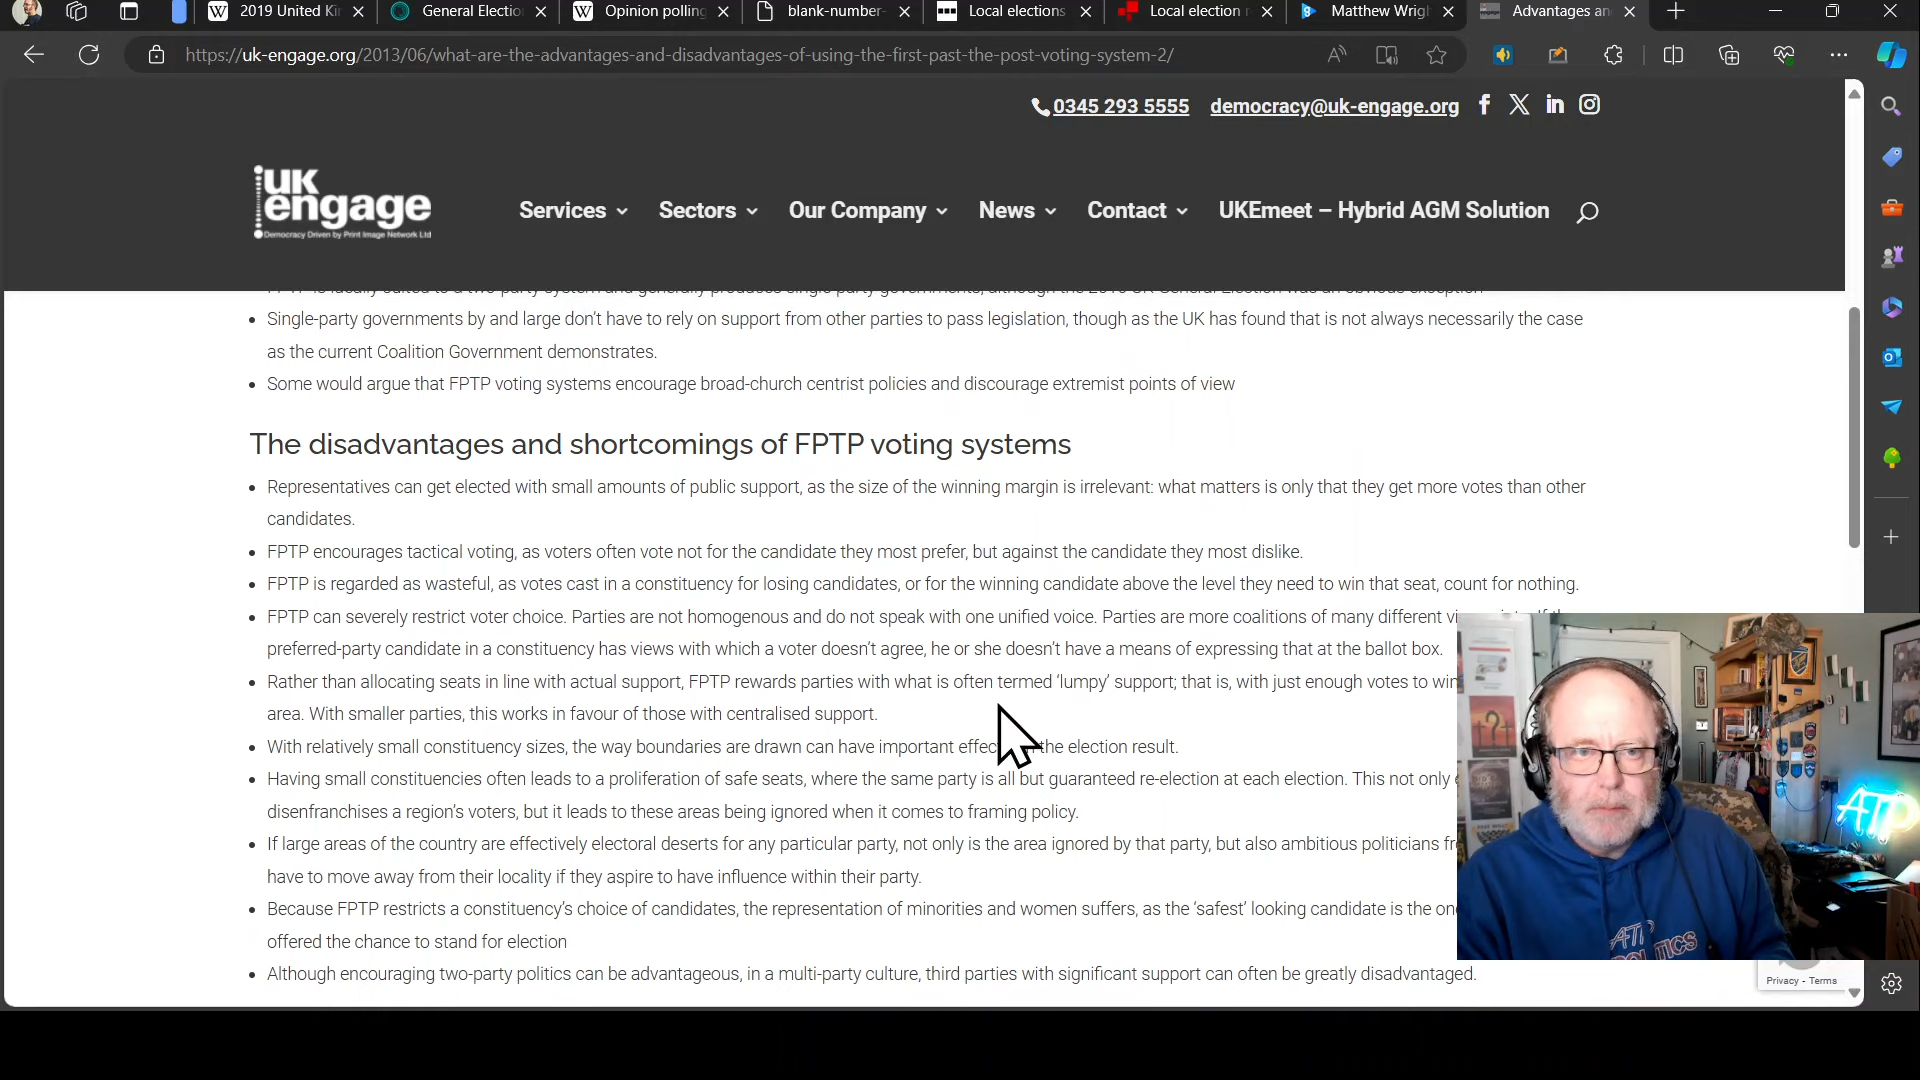 2019 United Ki
General Electio
Opinion polling
blank-number-
Local elections
Local election r
Matthew Wrigh
Advantages an
https://uk-engage.org/2013/06/what-are-the-advantages-and-disadvantages-of-using-the-first-past-the-post-voting-system-2/
0345 293 5555 democracy@uk-engage.org
UK engage
Democracy Driven by Print Image Network Ltd
Services Sectors Our Company News Contact UKEmeet – Hybrid AGM Solution
Single-party governments by and large don't have to rely on support from other parties to pass legislation, though as the UK has found that is not always necessarily the case
as the current Coalition Government demonstrates.
Some would argue that FPTP voting systems encourage broad-church centrist policies and discourage extremist points of view
The disadvantages and shortcomings of FPTP voting systems
Representatives can get elected with small amounts of public support, as the size of the winning margin is irrelevant: what matters is only that they get more votes than other
candidates.
FPTP encourages tactical voting, as voters often vote not for the candidate they most prefer, but against the candidate they most dislike.
FPTP is regarded as wasteful, as votes cast in a constituency for losing candidates, or for the winning candidate above the level they need to win that seat, count for nothing.
FPTP can severely restrict voter choice. Parties are not homogenous and do not speak with one unified voice. Parties are more coalitions of many different
preferred-party candidate in a constituency has views with which a voter doesn't agree, he or she doesn't have a means of expressing that at the ballot box.
Rather than allocating seats in line with actual support, FPTP rewards parties with what is often termed 'lumpy' support; that is, with just enough votes to win
area. With smaller parties, this works in favour of those with centralised support.
With relatively small constituency sizes, the way boundaries are drawn can have important effec the election result.
Having small constituencies often leads to a proliferation of safe seats, where the same party is all but guaranteed re-election at each election. This not only
disenfranchises a region's voters, but it leads to these areas being ignored when it comes to framing policy.
If large areas of the country are effectively electoral deserts for any particular party, not only is the area ignored by that party, but also ambitious politicians
have to move away from their locality if they aspire to have influence within their party.
Because FPTP restricts a constituency's choice of candidates, the representation of minorities and women suffers, as the 'safest' looking candidate is the
offered the chance to stand for election
Although encouraging two-party politics can be advantageous, in a multi-party culture, third parties with significant support can often be greatly disadvantaged.
ATP
Privacy - Terms